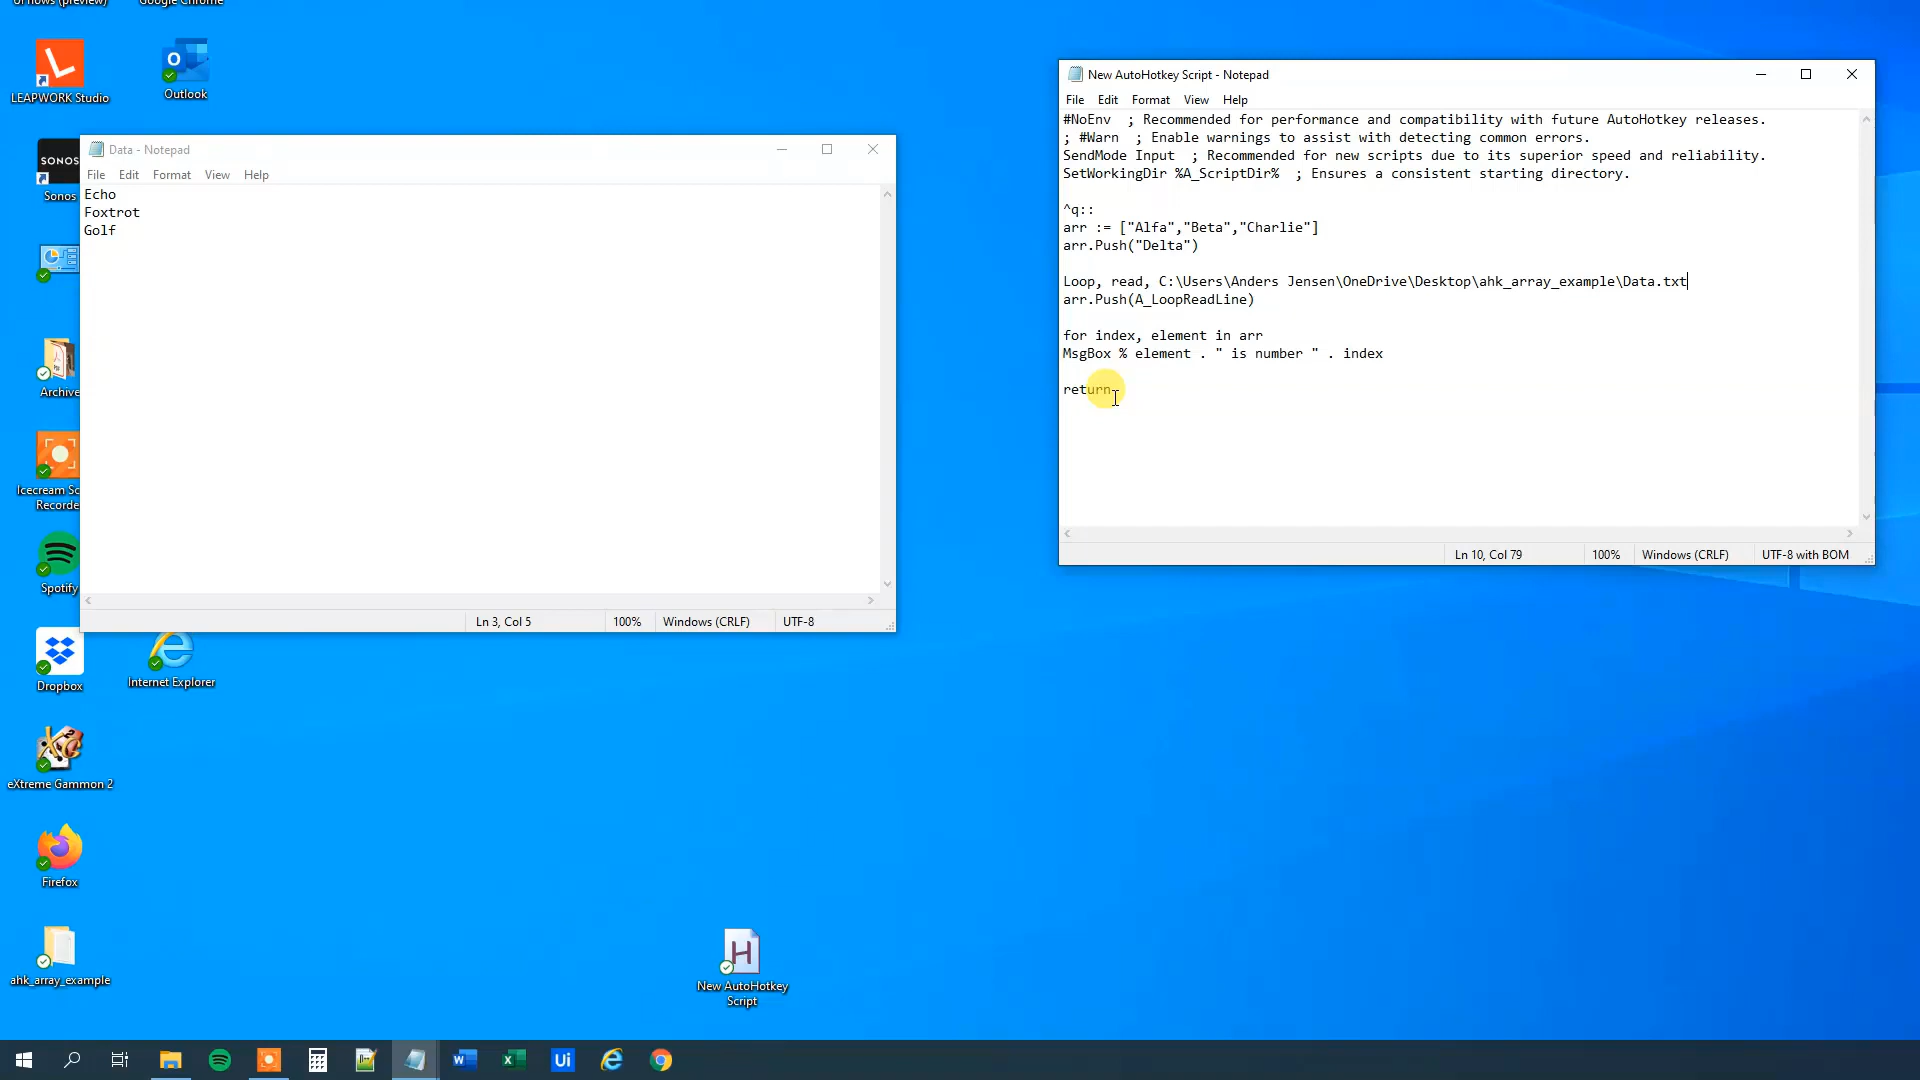 Google Chrome
LEAPWORK Studio
Outlook
SONOS
Sonos
Archive
Icecream Sc
Recorde
Spotify
Dropbox
Internet Explorer
eXtreme Gammon 2
Firefox
ahk_array_example
New AutoHotkey
Script
Data - Notepad
File Edit Format View Help
Echo
Foxtrot
Golf
Ln 3, Col 5 100% Windows (CRLF) UTF-8
New AutoHotkey Script - Notepad
File Edit Format View Help
#NoEnv  ; Recommended for performance and compatibility with future AutoHotkey releases.
; #Warn  ; Enable warnings to assist with detecting common errors.
SendMode Input  ; Recommended for new scripts due to its superior speed and reliability.
SetWorkingDir %A_ScriptDir%  ; Ensures a consistent starting directory.
^q::
arr := ["Alfa","Beta","Charlie"]
arr.Push("Delta")
Loop, read, C:\Users\Anders Jensen\OneDrive\Desktop\ahk_array_example\Data.txt
arr.Push(A_LoopReadLine)
for index, element in arr
MsgBox % element . " is number " . index
return
Ln 10, Col 79 100% Windows (CRLF) UTF-8 with BOM